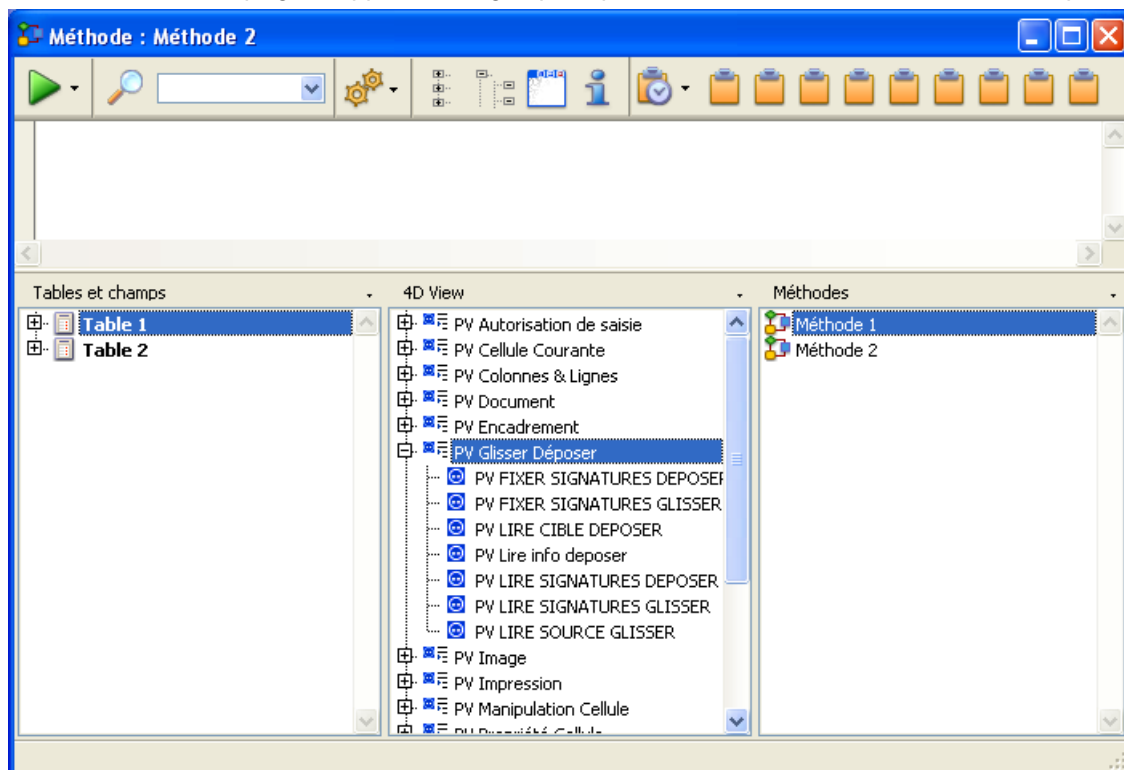 Méthode : Méthode 2
Tables et champs
4D View
Méthodes
Table 1
Table 2
PV Autorisation de saisie
PV Cellule Courante
PV Colonnes & Lignes
PV Document
PV Encadrement
PV Glisser Déposer
PV FIXER SIGNATURES DEPOSER
PV FIXER SIGNATURES GLISSER
PV LIRE CIBLE DEPOSER
PV Lire info deposer
PV LIRE SIGNATURES DEPOSER
PV LIRE SIGNATURES GLISSER
PV LIRE SOURCE GLISSER
PV Image
PV Impression
PV Manipulation Cellule
PV Propriété Cellule
Méthode 1
Méthode 2